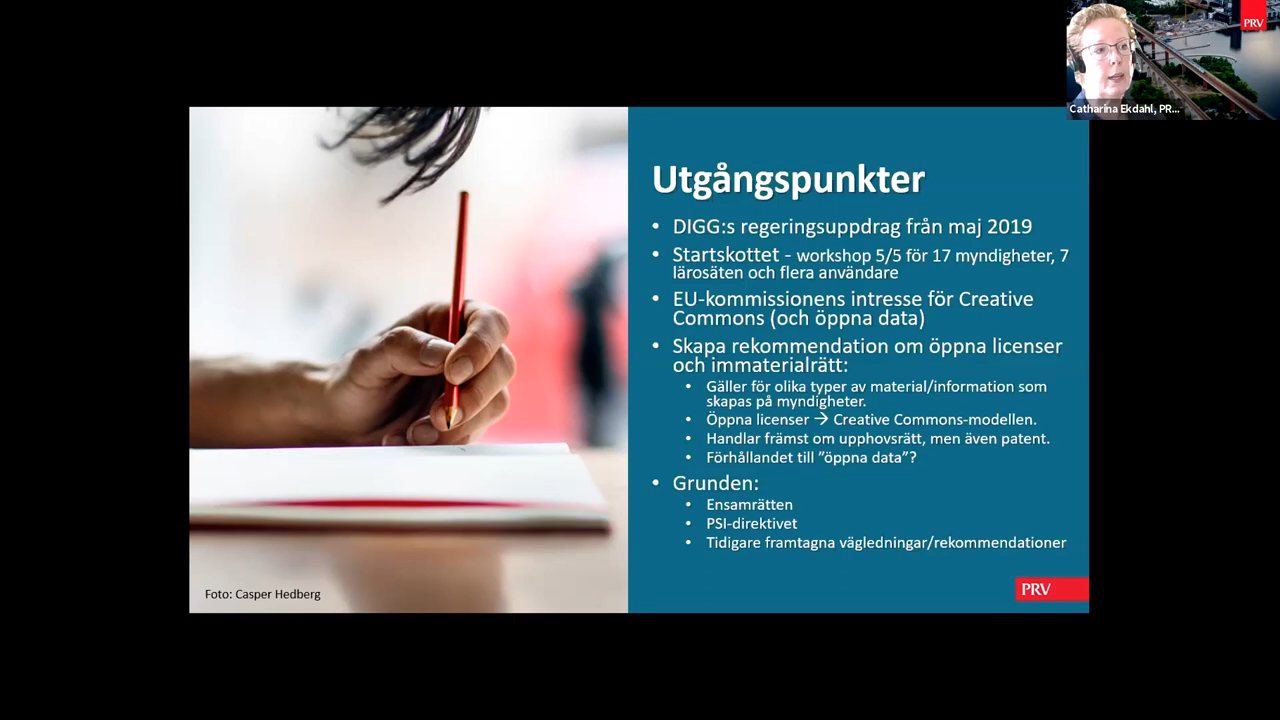 PRV
Catharina Ekdahl, PR...
Utgångspunkter
• DIGG:s regeringsuppdrag från maj 2019
• Startskottet - workshop 5/5 för 17 myndigheter, 7
lärosäten och flera användare
• EU-kommissionens intresse för Creative
Commons (och öppna data)
• Skapa rekommendation om öppna licenser
och immaterialrätt:
• Gäller för olika typer av material/information som
skapas på myndigheter.
• Öppna licenser → Creative Commons-modellen.
• Handlar främst om upphovsrätt, men även patent.
• Förhållandet till ”öppna data”?
• Grunden:
• Ensamrätten
• PSI-direktivet
• Tidigare framtagna vägledningar/rekommendationer
Foto: Casper Hedberg
PRV